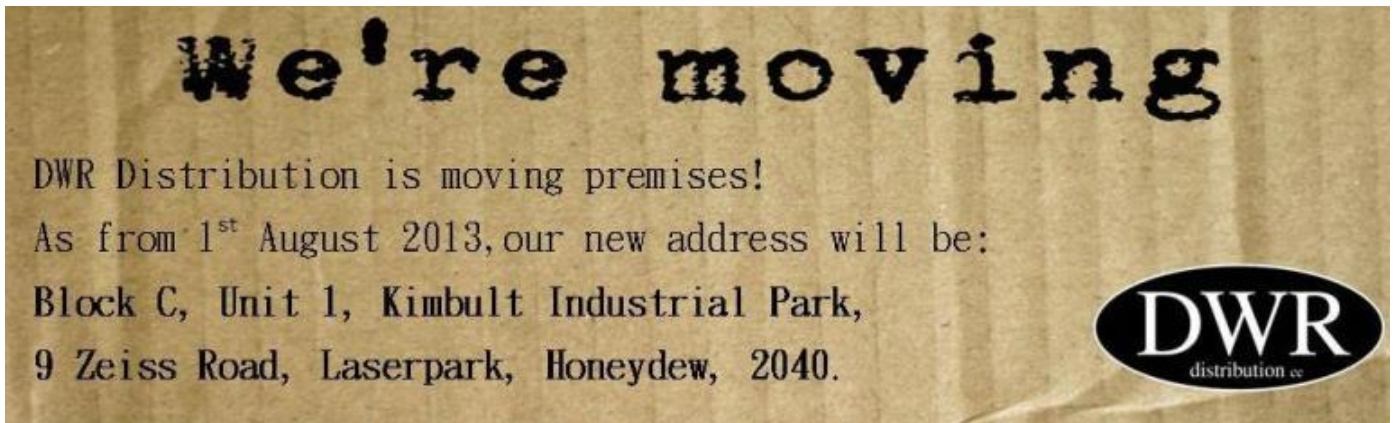 We're moving
DWR Distribution is moving premises!
As from 1st August 2013,our new address will be:
Block C, Unit 1, Kimbult Industrial Park,
9 Zeiss Road, Laserpark, Honeydew, 2040.
DWR
distribution cc